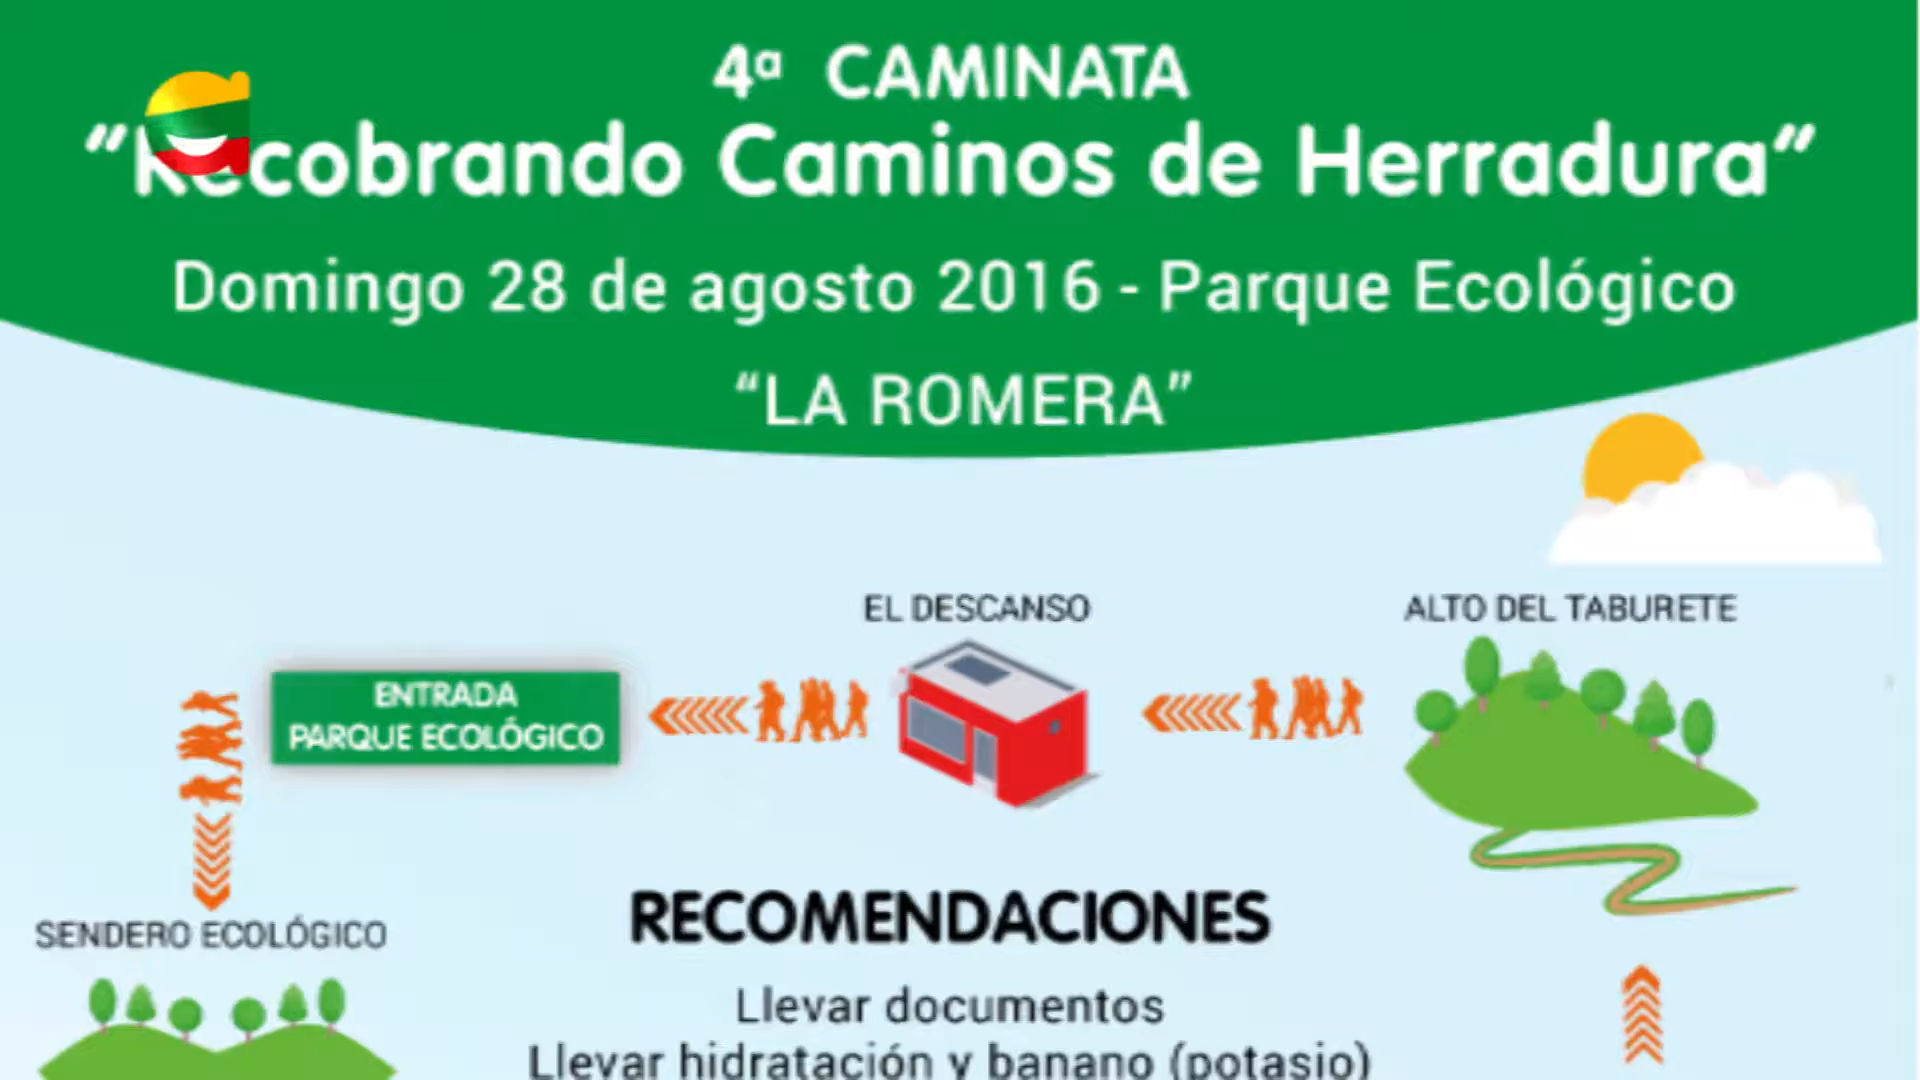 4ª CAMINATA
"Recobrando Caminos de Herradura"
Domingo 28 de agosto 2016 - Parque Ecológico
"LA ROMERA"
EL DESCANSO
ALTO DEL TABURETE
ENTRADA
PARQUE ECOLÓGICO
SENDERO ECOLÓGICO
RECOMENDACIONES
Llevar documentos
Llevar hidratación y banano (potasio)